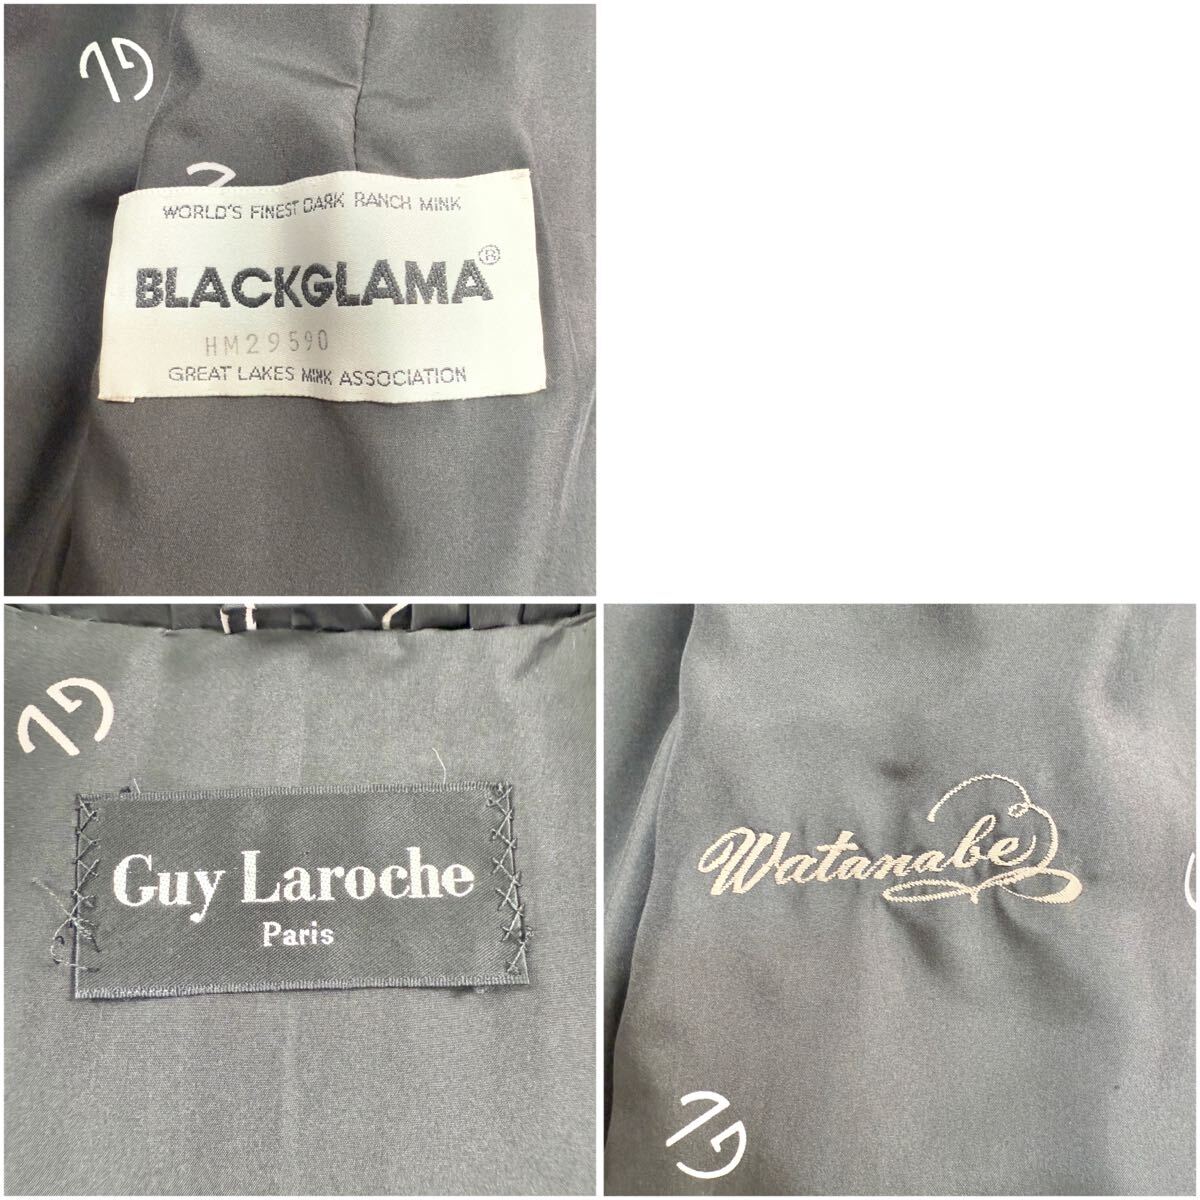 WORLD'S FINEST DARK RANCH MINK
BLACKGLAMA®
HM29590
GREAT LAKES MINK ASSOCIATION
Guy Laroche
Paris
Watanabe